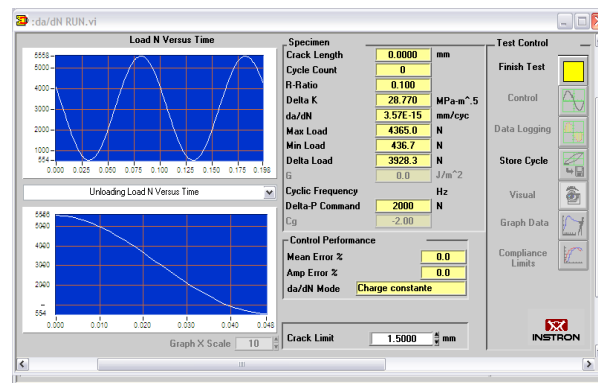 :da/dN RUN.vi
Load N Versus Time
5558
5000
4000
3000
2000
1000
554
0.000 0.025 0.050 0.075 0.100 0.125 0.150 0.175 0.198
Unloading Load N Versus Time
4000
2000
554
0.000 0.010 0.020 0.030 0.040 0.048
Graph X Scale 10
Specimen
Crack Length 0.0000 mm
Cycle Count 0
R-Ratio 0.100
Delta K 28.770 MPa-m^.5
da/dN 3.57E-15 mm/cyc
Max Load 4365.0 N
Min Load 436.7 N
Delta Load 3928.3 N
G 0.0 J/m^2
Cyclic Frequency Hz
Delta-P Command 2000 N
Cg -2.00
Control Performance
Mean Error % 0.0
Amp Error % 0.0
da/dN Mode Charge constante
Crack Limit 1.5000 mm
Test Control
Finish Test
Control
Data Logging
Store Cycle
Visual
Graph Data
Compliance
Limits
INSTRON